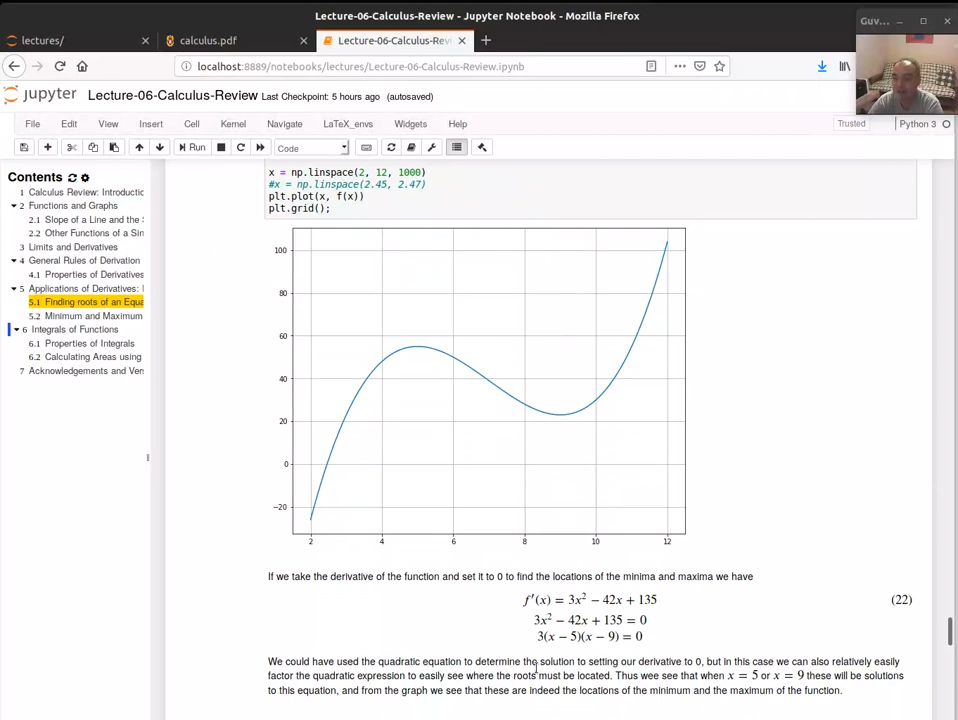 Lecture-06-Calculus-Review - Jupyter Notebook - Mozilla Firefox
Guv...
lectures/
calculus.pdf
Lecture-06-Calculus-Rev
localhost:8889/notebooks/lectures/Lecture-06-Calculus-Review.ipynb
jupyter Lecture-06-Calculus-Review Last Checkpoint: 5 hours ago (autosaved)
File Edit View Insert Cell Kernel Navigate LaTeX_envs Widgets Help Trusted Python 3
Run Code
Contents
1 Calculus Review: Introductic
2 Functions and Graphs
2.1 Slope of a Line and the
2.2 Other Functions of a Sin
3 Limits and Derivatives
4 General Rules of Derivation
4.1 Properties of Derivatives
5 Applications of Derivatives:
5.1 Finding roots of an Equa
5.2 Minimum and Maximum
6 Integrals of Functions
6.1 Properties of Integrals
6.2 Calculating Areas using
7 Acknowledgements and Ver
x = np.linspace(2, 12, 1000)
#x = np.linspace(2.45, 2.47)
plt.plot(x, f(x))
plt.grid();
100
80
60
40
20
0
−20
2 4 6 8 10 12
If we take the derivative of the function and set it to 0 to find the locations of the minima and maxima we have
f′(x) = 3x² − 42x + 135 (22)
3x² − 42x + 135 = 0
3(x − 5)(x − 9) = 0
We could have used the quadratic equation to determine the solution to setting our derivative to 0, but in this case we can also relatively easily
factor the quadratic expression to easily see where the roots must be located. Thus wee see that when x = 5 or x = 9 these will be solutions
to this equation, and from the graph we see that these are indeed the locations of the minimum and the maximum of the function.